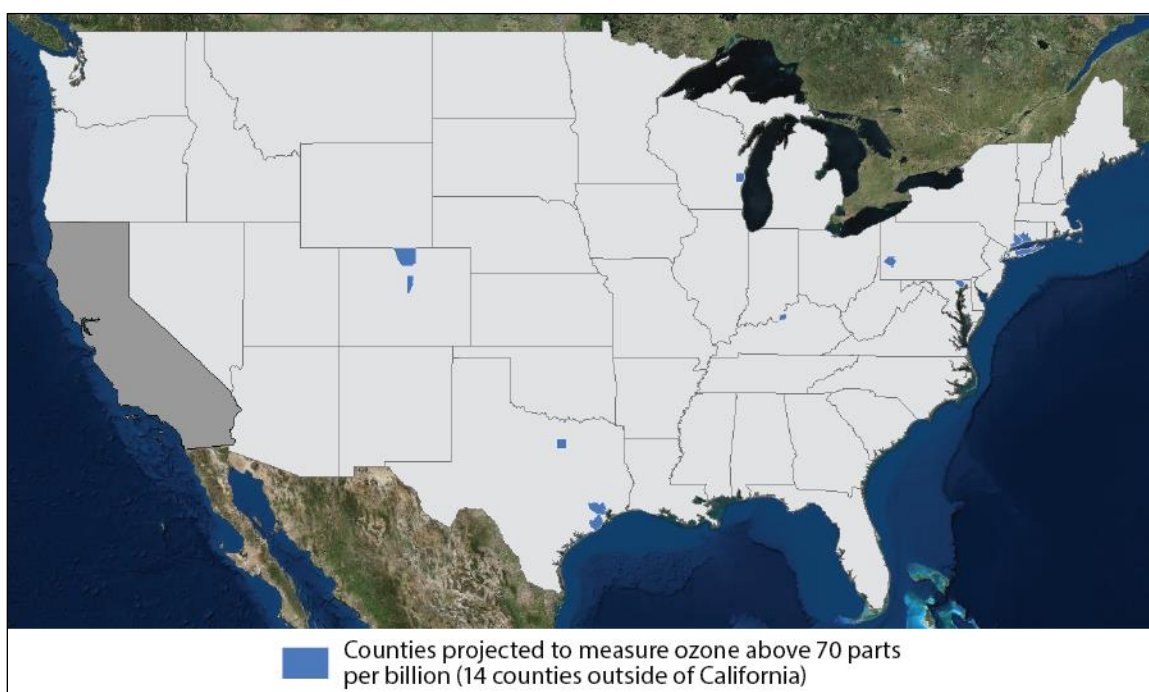 Counties projected to measure ozone above 70 parts
per billion (14 counties outside of California)